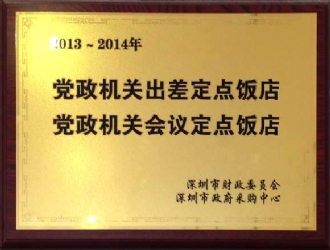 2013~2014年
党政机关出差定点饭店
党政机关会议定点饭店
深圳市财政委员会
深圳市政府采购中心